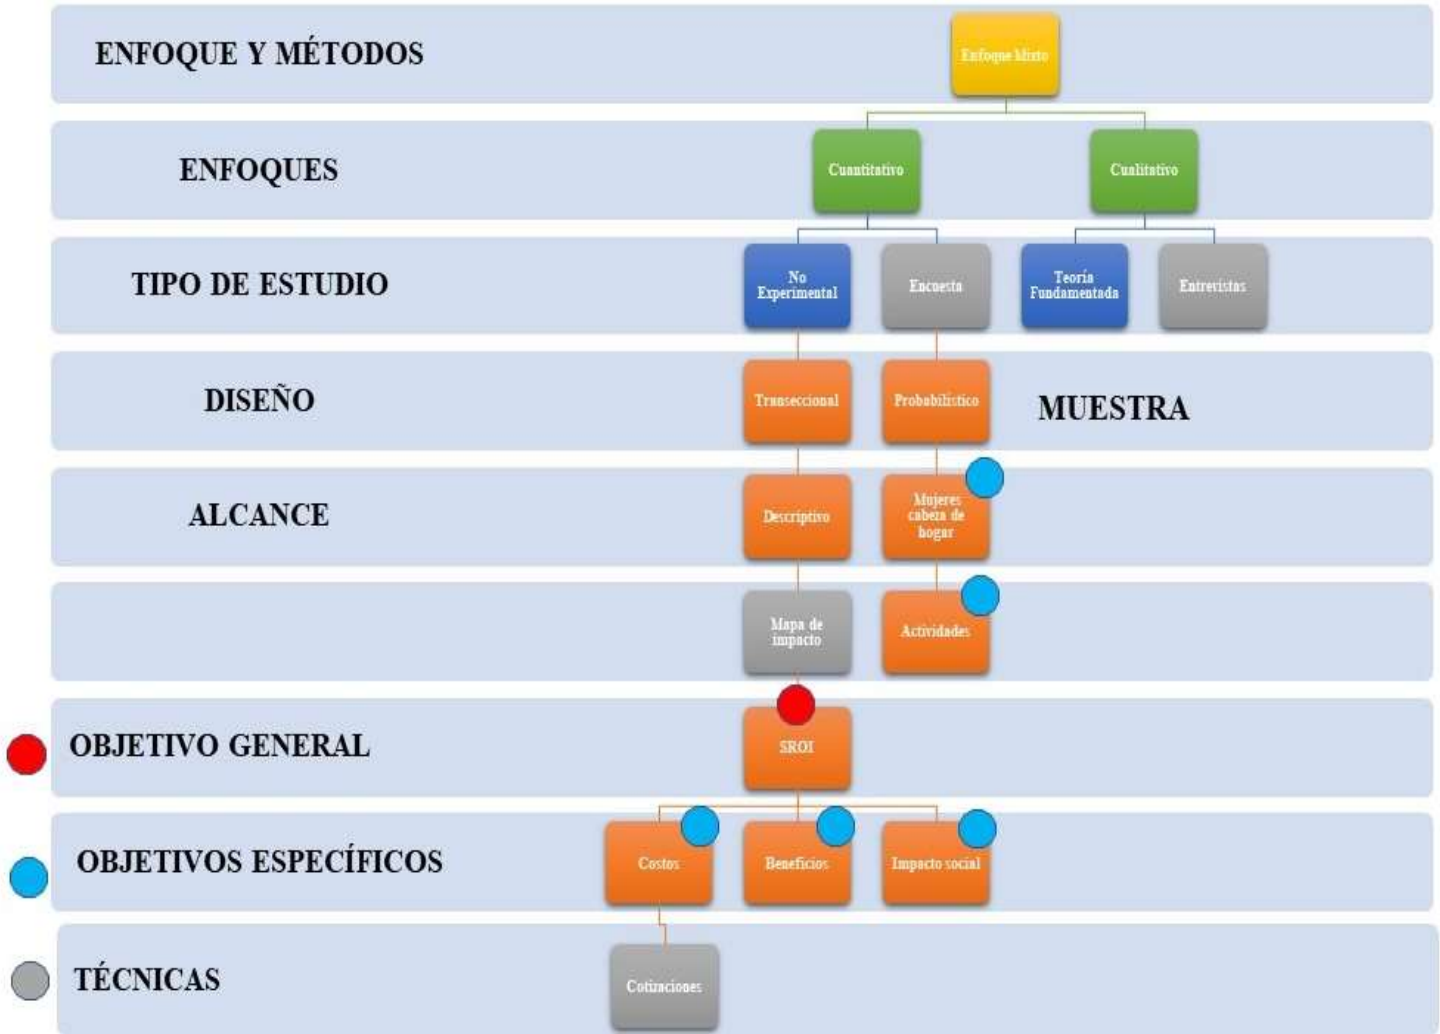 ENFOQUE Y MÉTODOS
Enfoque Mixto
ENFOQUES
Cuantitativo
Cualitativo
TIPO DE ESTUDIO
No
Experimental
Encuesta
Teoría
Fundamentada
Entrevistas
DISEÑO
Transeccional
Probabilístico
MUESTRA
ALCANCE
Descriptivo
Mujeres
cabeza de
hogar
Mapa de
impacto
Actividades
OBJETIVO GENERAL
SROI
OBJETIVOS ESPECÍFICOS
Costos
Beneficios
Impacto social
TÉCNICAS
Cotizaciones